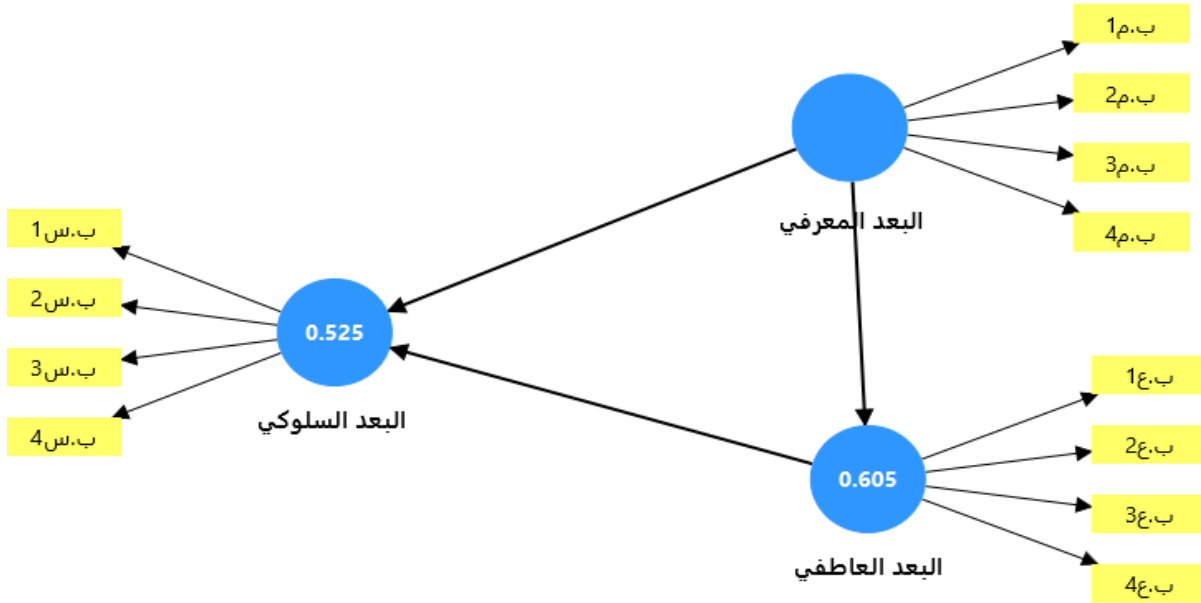 ب.م1
ب.م2
ب.م3
ب.م4
البعد المعرفي
ب.س1
ب.س2
ب.س3
ب.س4
0.525
البعد السلوكي
ب.ع1
ب.ع2
ب.ع3
ب.ع4
0.605
البعد العاطفي